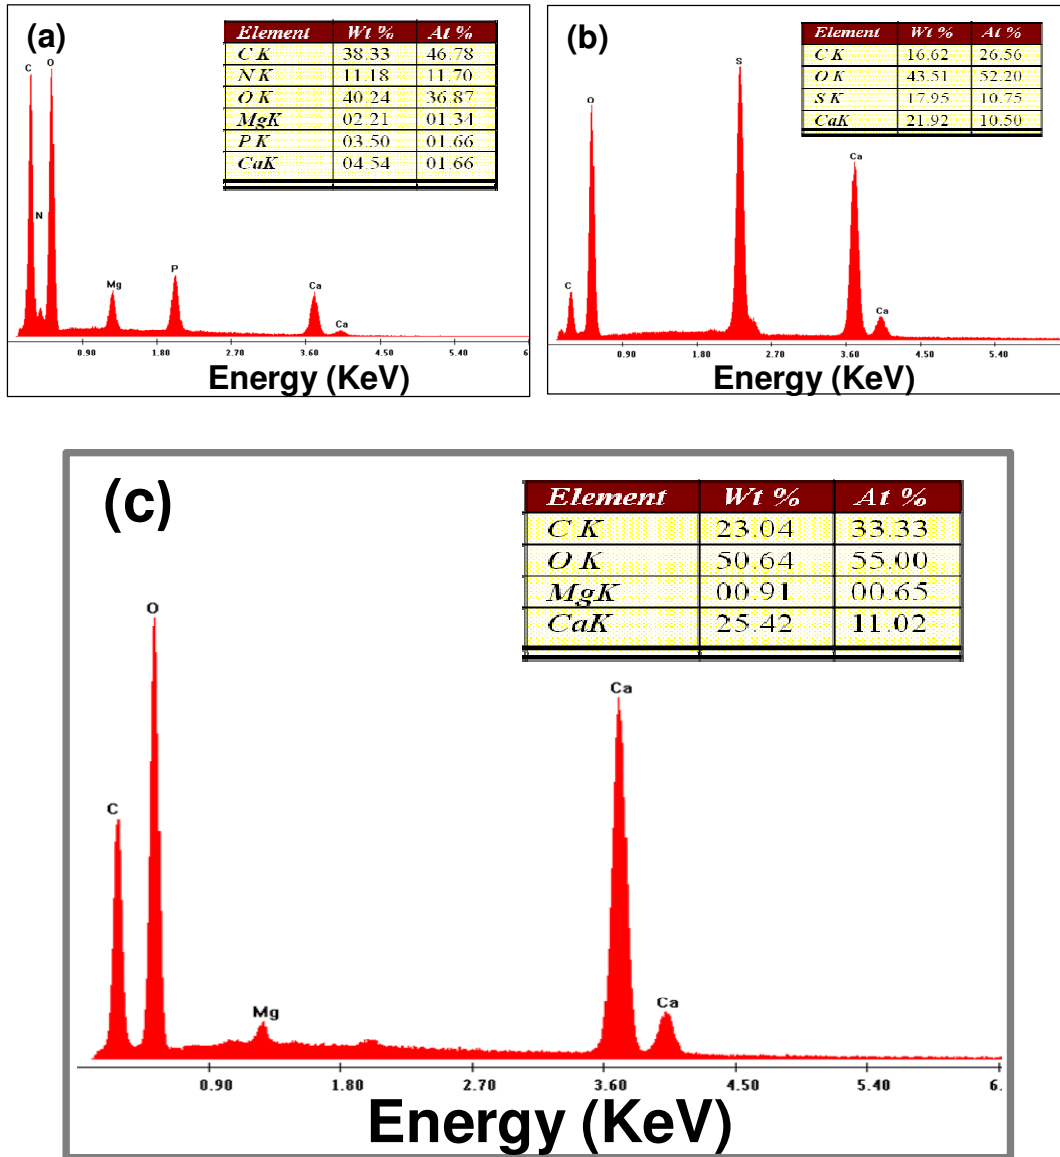 (a)
Element Wt % At %
C K 38.33 46.78
N K 11.18 11.70
O K 40.24 36.87
MgK 02.21 01.34
P K 03.50 01.66
CaK 04.54 01.66
C O
N
Mg P Ca Ca
0.90 1.80 2.70 3.60 4.50 5.40 6
Energy (KeV)
(b)
Element Wt % At %
C K 16.62 26.56
O K 43.51 52.20
S K 17.95 10.75
CaK 21.92 10.50
S
O
Ca
C Ca
0.90 1.80 2.70 3.60 4.50 5.40
Energy (KeV)
(c)
Element Wt % At %
C K 23.04 33.33
O K 50.64 55.00
MgK 00.91 00.65
CaK 25.42 11.02
O
Ca
C
Mg Ca
0.90 1.80 2.70 3.60 4.50 5.40 6.
Energy (KeV)